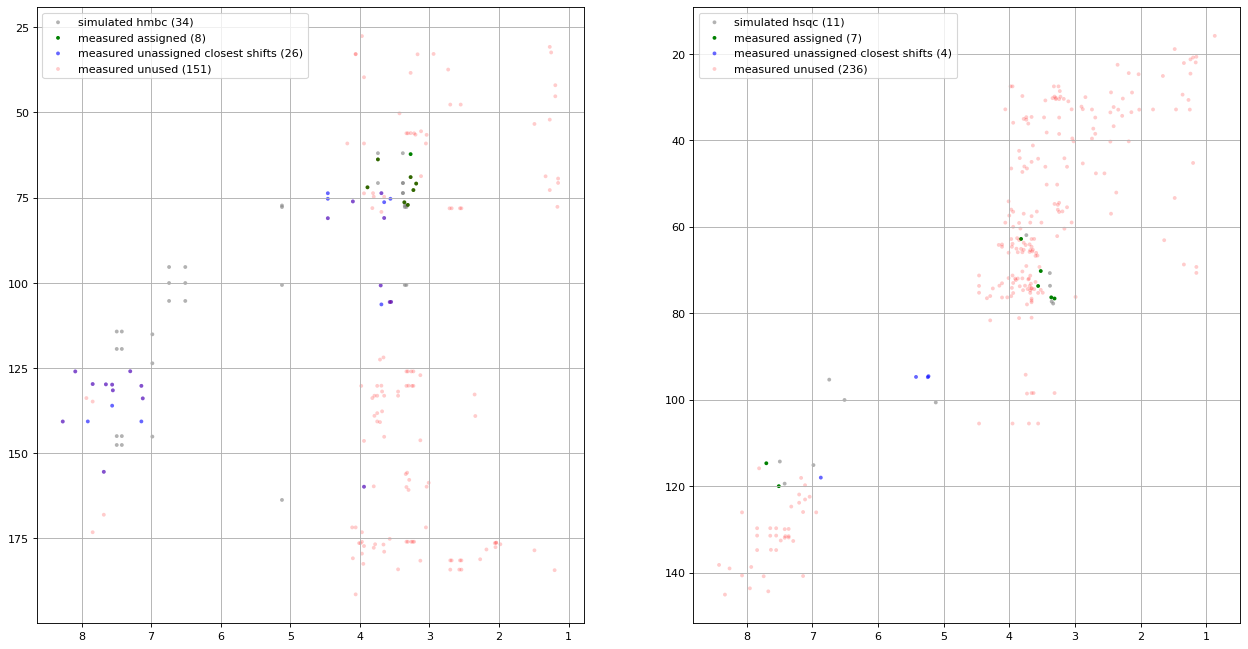 simulated hmbc (34)
measured assigned (8)
measured unassigned closest shifts (26)
measured unused (151)
25
50
75
100
125
150
175
8 7 6 5 4 3 2 1
simulated hsqc (11)
measured assigned (7)
measured unassigned closest shifts (4)
measured unused (236)
20
40
60
80
100
120
140
8 7 6 5 4 3 2 1